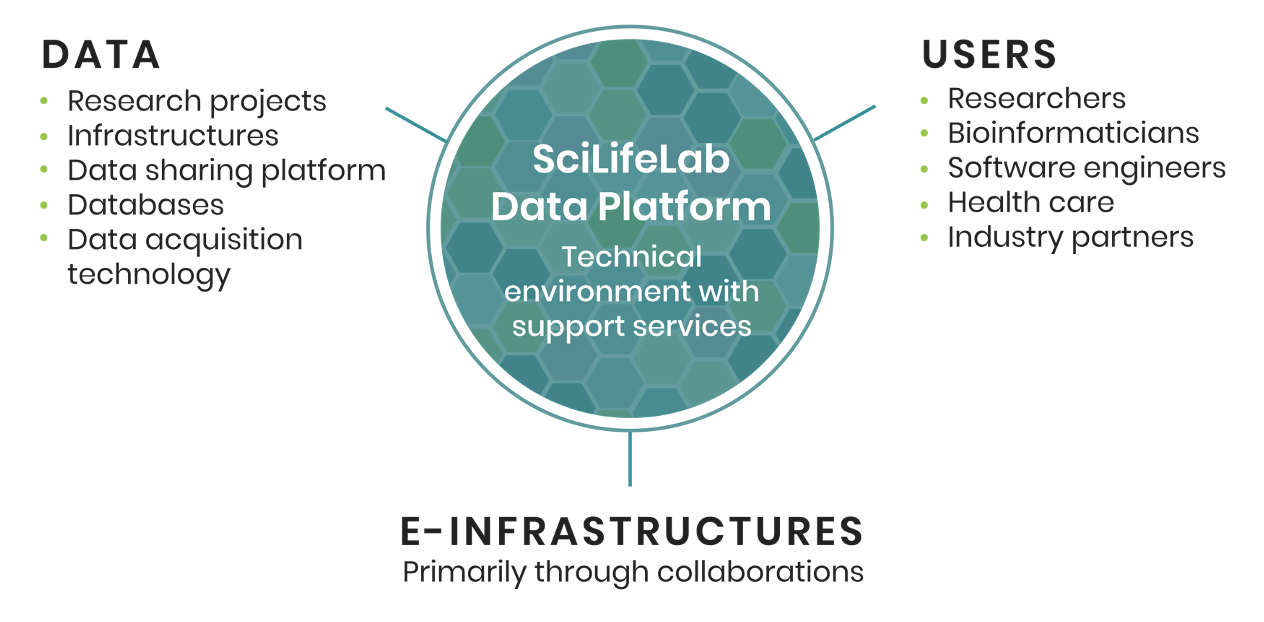 DATA
• Research projects
• Infrastructures
• Data sharing platform
• Databases
• Data acquisition
technology
SciLifeLab
Data Platform
Technical
environment with
support services
USERS
• Researchers
• Bioinformaticians
• Software engineers
• Health care
• Industry partners
E-INFRASTRUCTURES
Primarily through collaborations